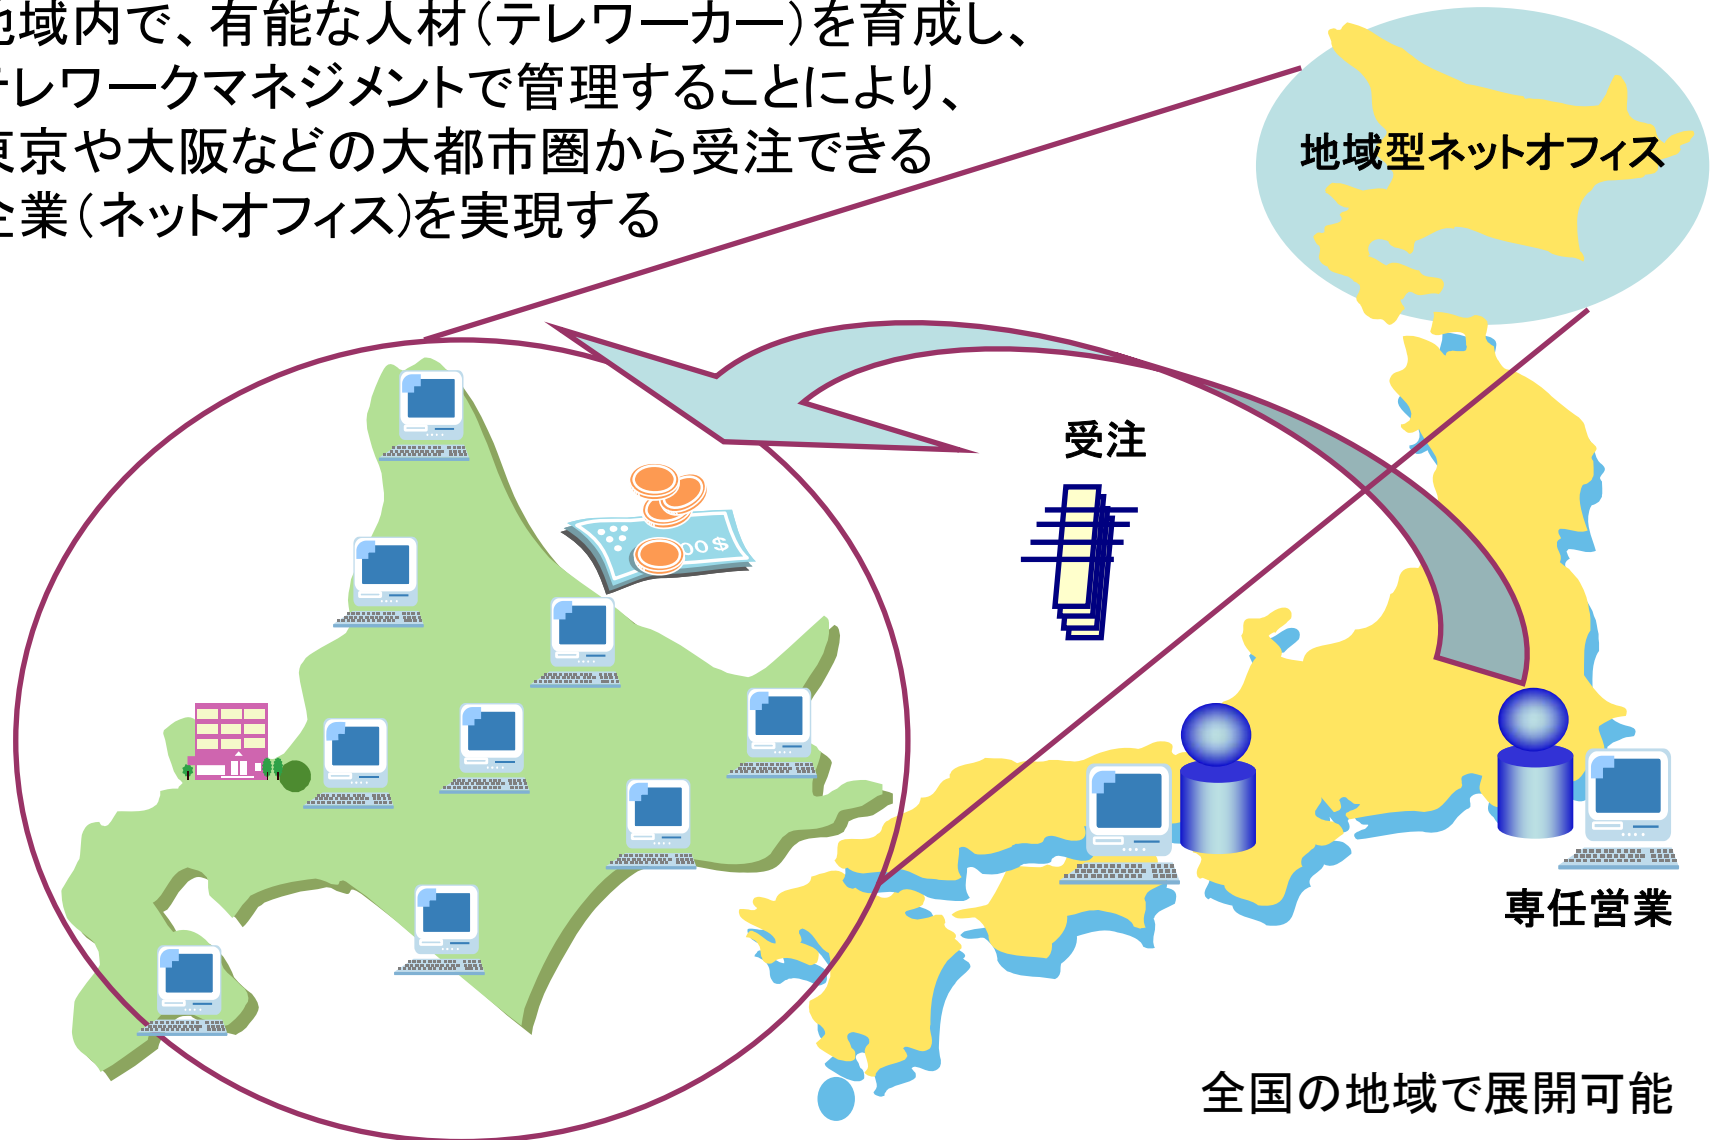 地域内で、有能な人材（テレワーカー）を育成し、
テレワークマネジメントで管理することにより、
東京や大阪などの大都市圏から受注できる
企業（ネットオフィス）を実現する
地域型ネットオフィス
受注
00$
専任営業
全国の地域で展開可能